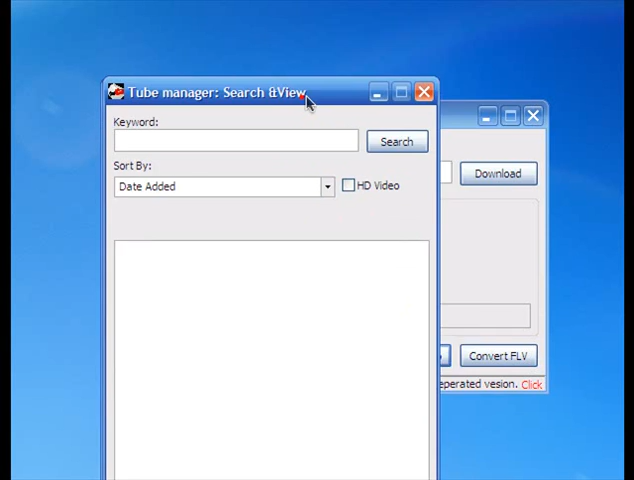 Tube manager: Search &View
Keyword:
Search
Sort By:
Date Added
HD Video
Download
Convert FLV
eperated vesion. Click